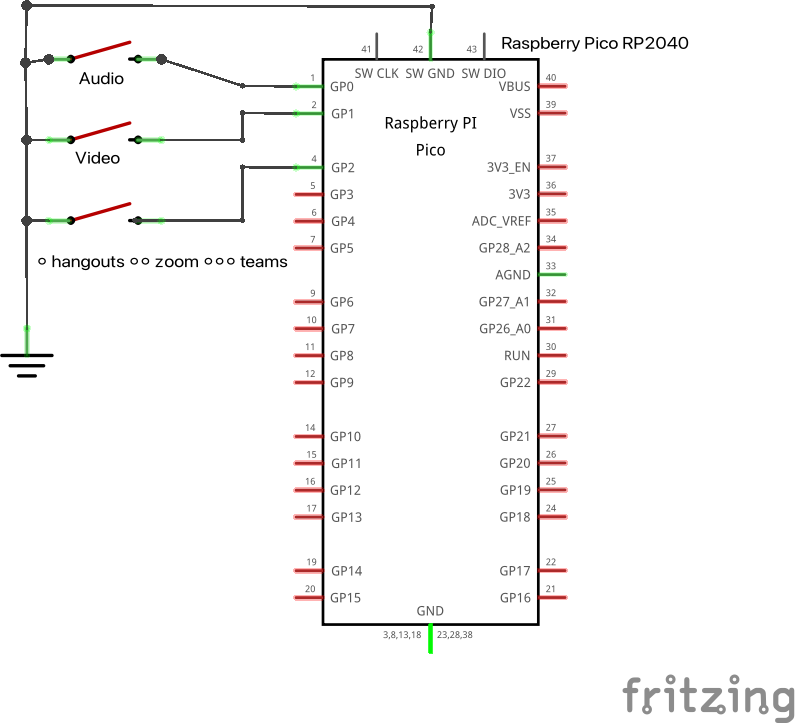 Raspberry Pico RP2040
41
42
43
SW CLK
SW GND
SW DIO
Audio
1
GP0
VBUS
40
2
GP1
VSS
39
Raspberry PI
Pico
Video
4
GP2
3V3_EN
37
5
GP3
3V3
36
6
GP4
ADC_VREF
35
7
GP5
GP28_A2
34
hangouts
zoom
teams
AGND
33
9
GP6
GP27_A1
32
10
GP7
GP26_A0
31
11
GP8
RUN
30
12
GP9
GP22
29
14
GP10
GP21
27
15
GP11
GP20
26
16
GP12
GP19
25
17
GP13
GP18
24
19
GP14
GP17
22
20
GP15
GP16
21
GND
3,8,13,18
23,28,38
fritzing